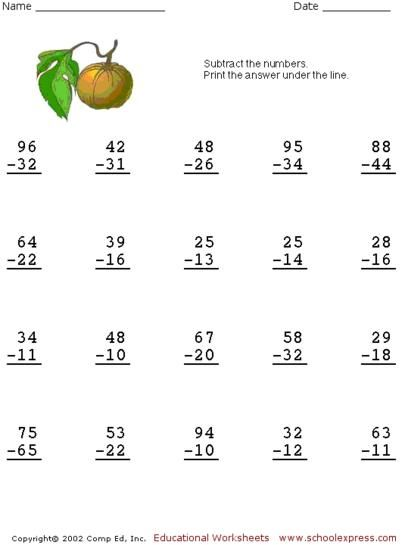 Name Date
Subtract the numbers.
Print the answer under the line.
96 42 48 95 88
-32 -31 -26 -34 -44
64 39 25 25 28
-22 -16 -13 -14 -16
34 48 67 58 29
-11 -10 -20 -32 -18
75 53 94 32 63
-65 -22 -10 -12 -11
Copyright© 2002 Comp Ed, Inc. Educational Worksheets www.schoolexpress.com